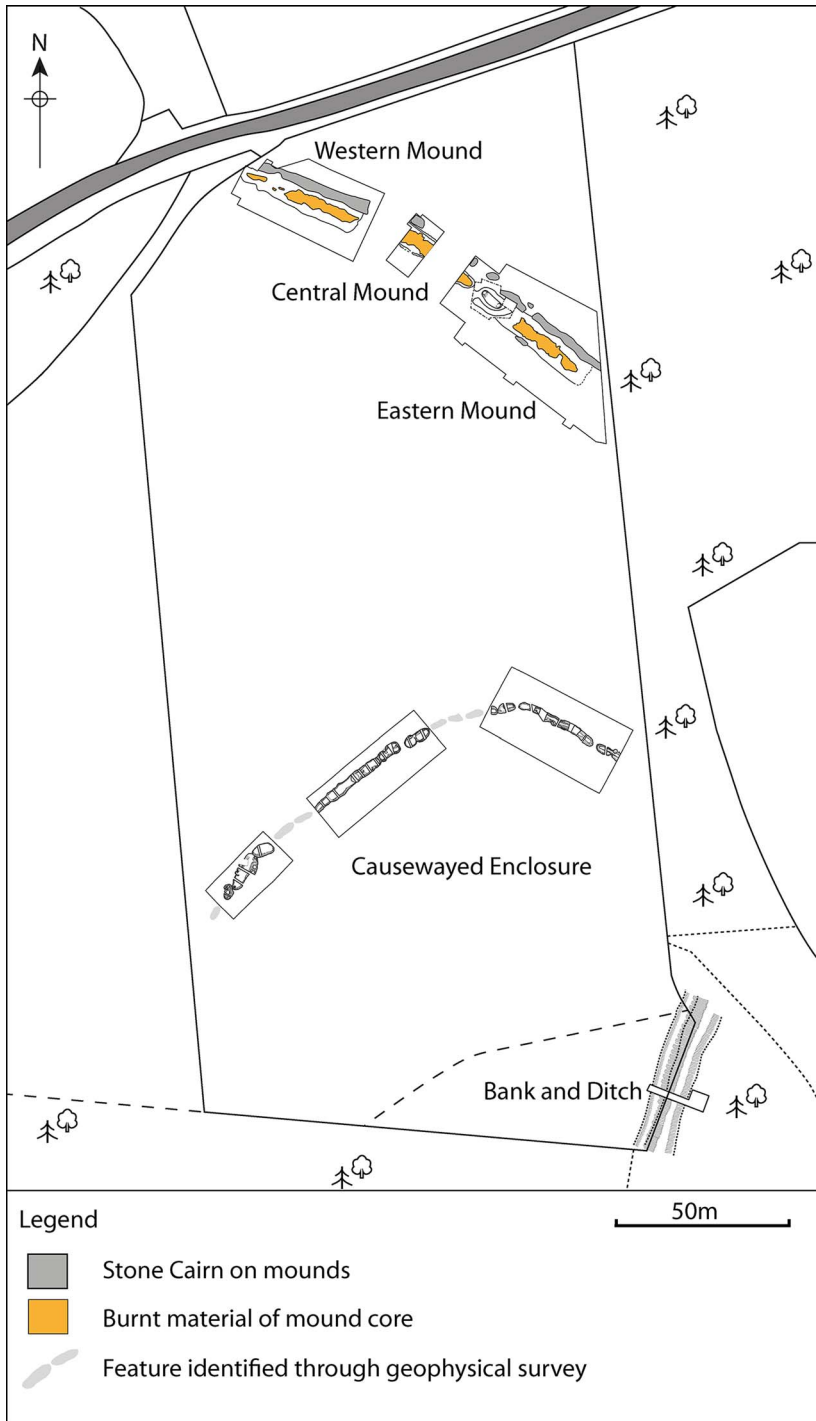 N
Western Mound
Central Mound
Eastern Mound
Causewayed Enclosure
Bank and Ditch
Legend
50m
Stone Cairn on mounds
Burnt material of mound core
Feature identified through geophysical survey